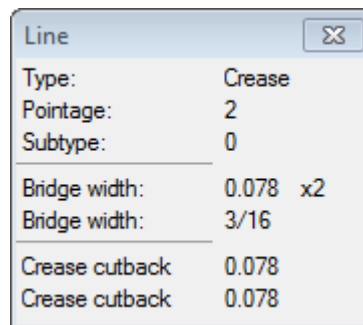 Line
Type: Crease
Pointage: 2
Subtype: 0
Bridge width: 0.078 x2
Bridge width: 3/16
Crease cutback 0.078
Crease cutback 0.078